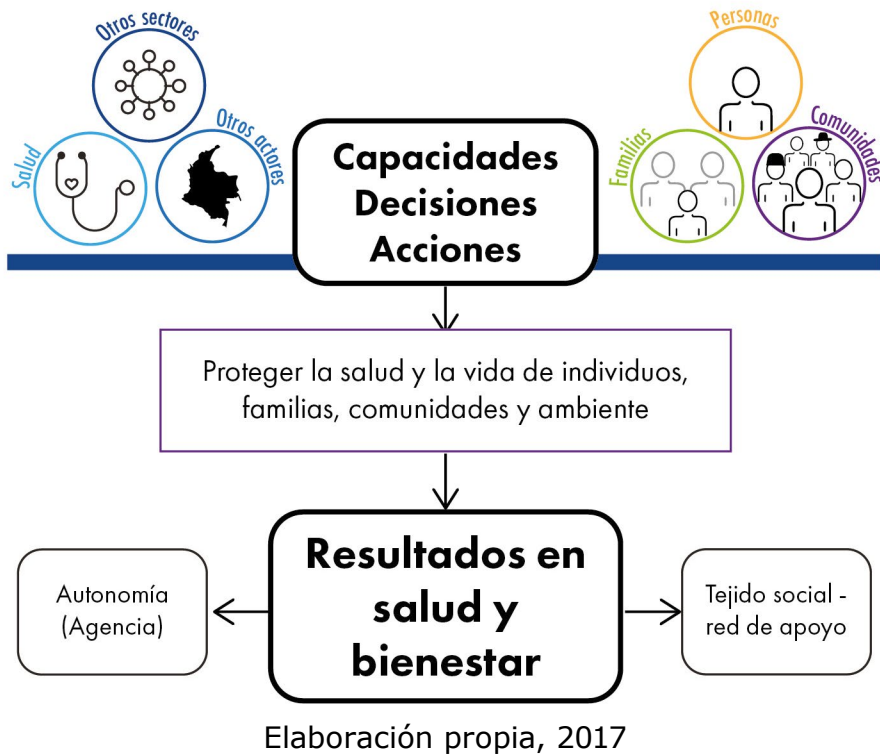 Otros sectores
Salud
Otros actores
Personas
Familias
Comunidades
Capacidades
Decisiones
Acciones
Proteger la salud y la vida de individuos,
familias, comunidades y ambiente
Autonomía
(Agencia)
Resultados en
salud y
bienestar
Tejido social -
red de apoyo
Elaboración propia, 2017